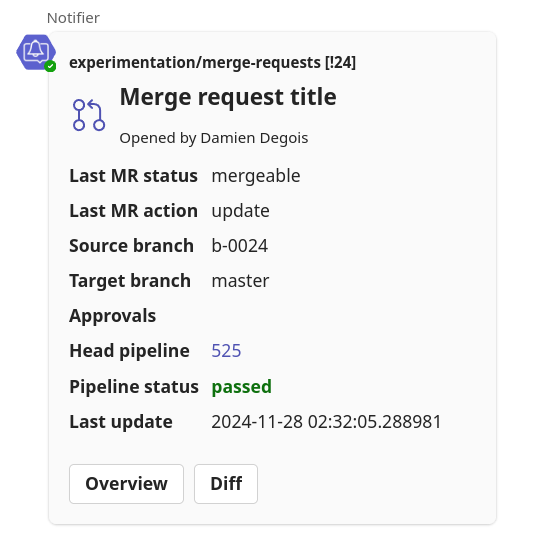 Notifier
experimentation/merge-requests [!24]
Merge request title
Opened by Damien Degois
Last MR status mergeable
Last MR action update
Source branch b-0024
Target branch master
Approvals
Head pipeline 525
Pipeline status passed
Last update 2024-11-28 02:32:05.288981
Overview Diff